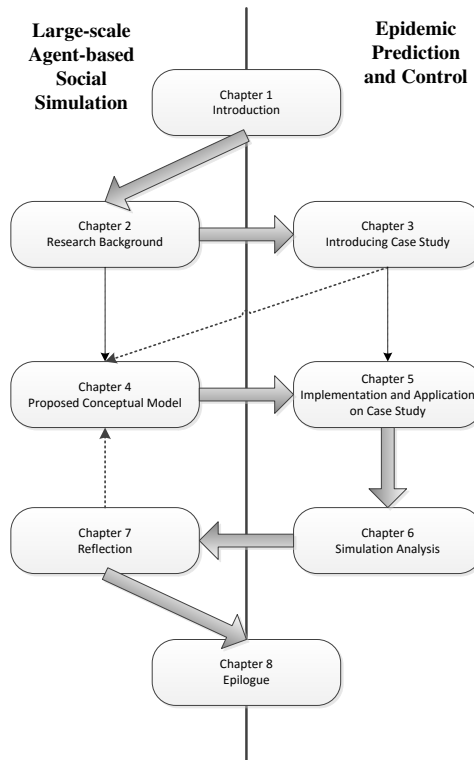 Large-scale
Agent-based
Social
Simulation
Epidemic
Prediction
and Control
Chapter 1
Introduction
Chapter 2
Research Background
Chapter 3
Introducing Case Study
Chapter 4
Proposed Conceptual Model
Chapter 5
Implementation and Application
on Case Study
Chapter 7
Reflection
Chapter 6
Simulation Analysis
Chapter 8
Epilogue